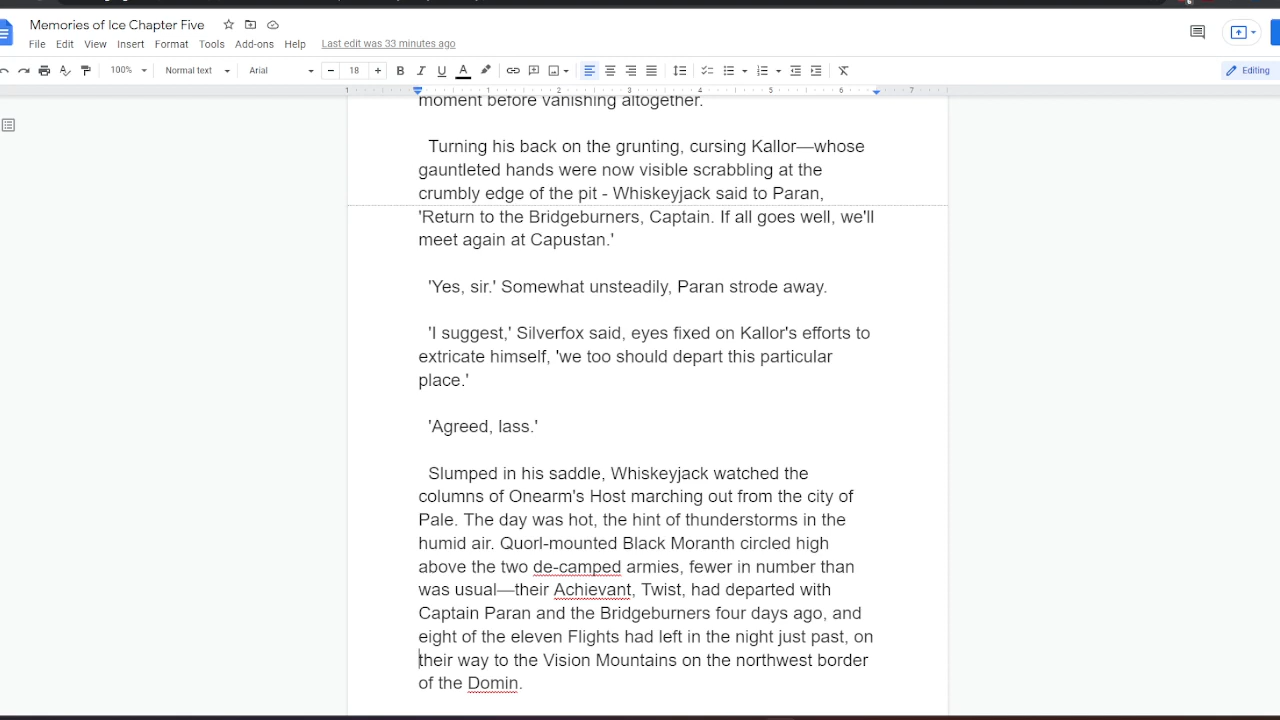 Memories of Ice Chapter Five
File Edit View Insert Format Tools Add-ons Help Last edit was 33 minutes ago
100% Normal text Arial - 18 + B I U A Editing
1 1 2 3 4 5 6 7
moment before vanishing altogether.
Turning his back on the grunting, cursing Kallor—whose
gauntleted hands were now visible scrabbling at the
crumbly edge of the pit - Whiskeyjack said to Paran,
'Return to the Bridgeburners, Captain. If all goes well, we'll
meet again at Capustan.'
'Yes, sir.' Somewhat unsteadily, Paran strode away.
'I suggest,' Silverfox said, eyes fixed on Kallor's efforts to
extricate himself, 'we too should depart this particular
place.'
'Agreed, lass.'
Slumped in his saddle, Whiskeyjack watched the
columns of Onearm's Host marching out from the city of
Pale. The day was hot, the hint of thunderstorms in the
humid air. Quorl-mounted Black Moranth circled high
above the two de-camped armies, fewer in number than
was usual—their Achievant, Twist, had departed with
Captain Paran and the Bridgeburners four days ago, and
eight of the eleven Flights had left in the night just past, on
their way to the Vision Mountains on the northwest border
of the Domin.